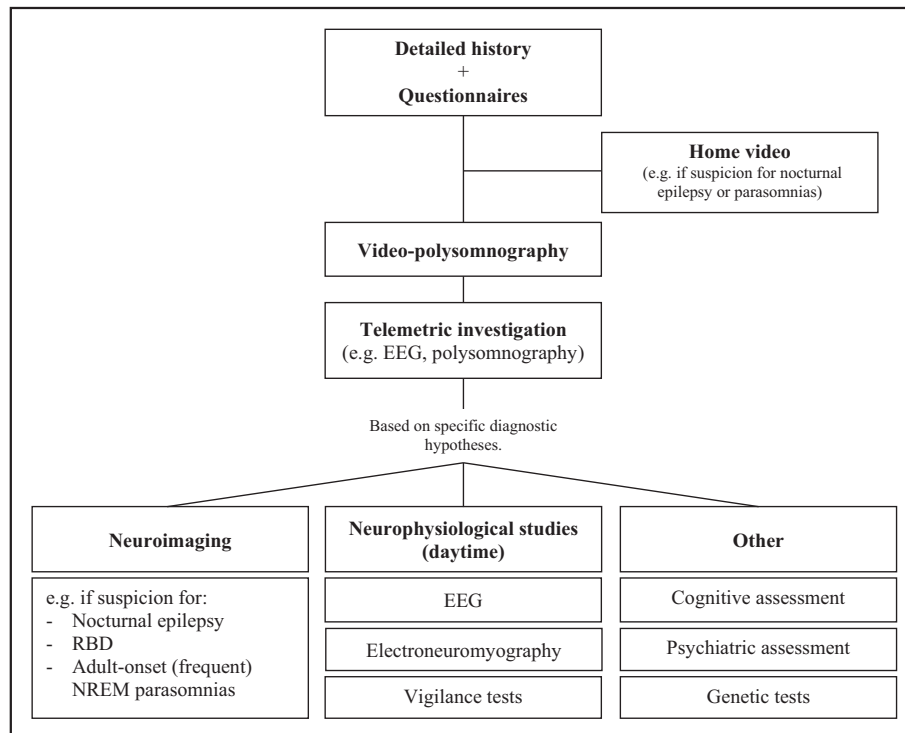 Detailed history
+
Questionnaires
Home video
(e.g. if suspicion for nocturnal
epilepsy or parasomnias)
Video-polysomnography
Telemetric investigation
(e.g. EEG, polysomnography)
Based on specific diagnostic
hypotheses.
Neuroimaging
e.g. if suspicion for:
- Nocturnal epilepsy
- RBD
- Adult-onset (frequent)
NREM parasomnias
Neurophysiological studies
(daytime)
EEG
Electroneuromyography
Vigilance tests
Other
Cognitive assessment
Psychiatric assessment
Genetic tests